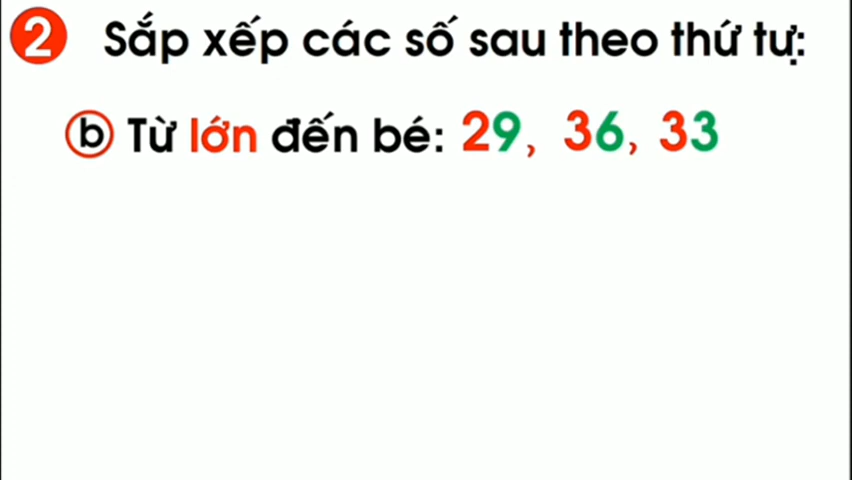 2 Sắp xếp các số sau theo thứ tự:
b Từ lớn đến bé: 29, 36, 33